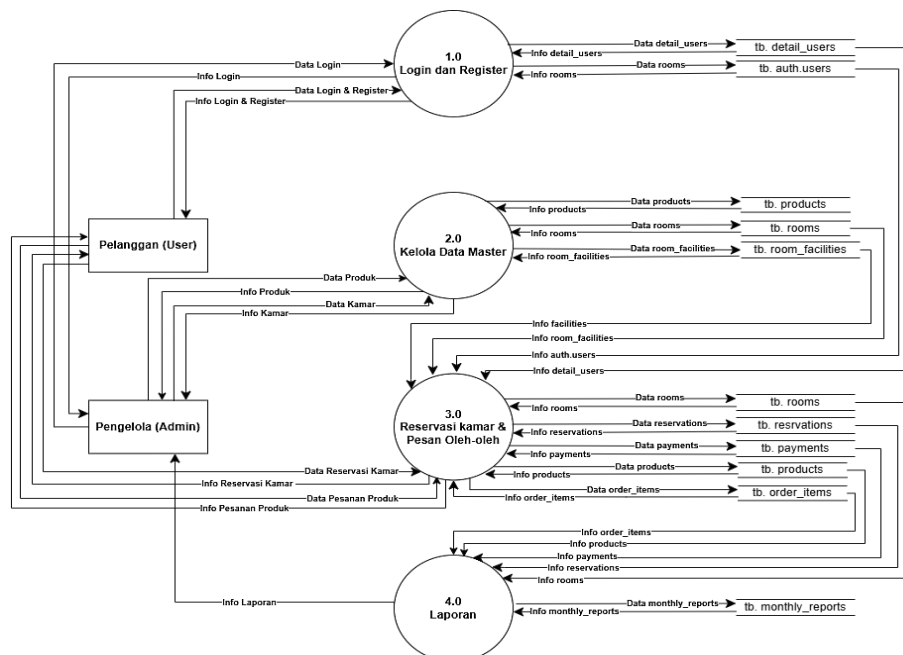 1.0
Login dan Register
Data Login
Info Login
Data Login & Register
Info Login & Register
Data detail_users
Info detail_users
tb. detail_users
Data rooms
Info rooms
tb. auth.users
Pelanggan (User)
2.0
Kelola Data Master
Data products
Info products
tb. products
Data rooms
Info rooms
tb. rooms
Data room_facilities
Info room_facilities
tb. room_facilities
Data Produk
Info Produk
Data Kamar
Info Kamar
Info facilities
Info room_facilities
Info auth.users
Info detail_users
Pengelola (Admin)
3.0
Reservasi kamar &
Pesan Oleh-oleh
Data rooms
Info rooms
tb. rooms
Data reservations
Info reservations
tb. resrvations
Data payments
Info payments
tb. payments
Data products
Info products
tb. products
Data order_items
Info order_items
tb. order_items
Data Reservasi Kamar
Info Reservasi Kamar
Data Pesanan Produk
Info Pesanan Produk
Info order_items
Info products
Info payments
Info reservations
Info rooms
Info Laporan
4.0
Laporan
Data monthly_reports
Info monthly_reports
tb. monthly_reports